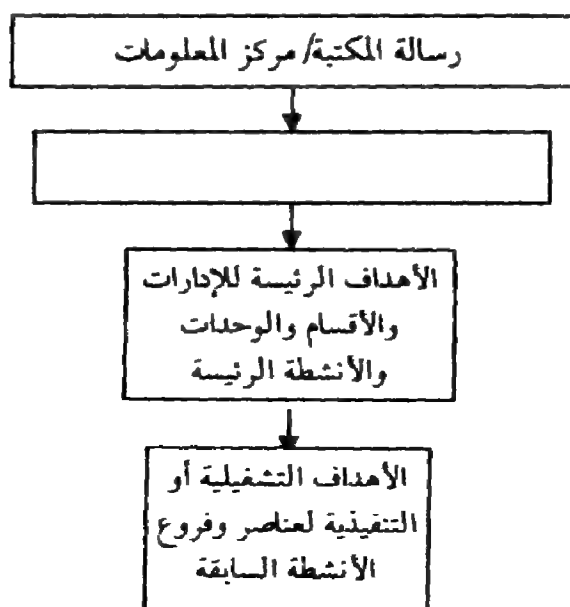 رسالة المكتبة/مركز المعلومات
الأهداف الرئيسة للإدارات
والأقسام والوحدات
والأنشطة الرئيسة
الأهداف التشغيلية أو
التنفيذية لعناصر وفروع
الأنشطة السابقة